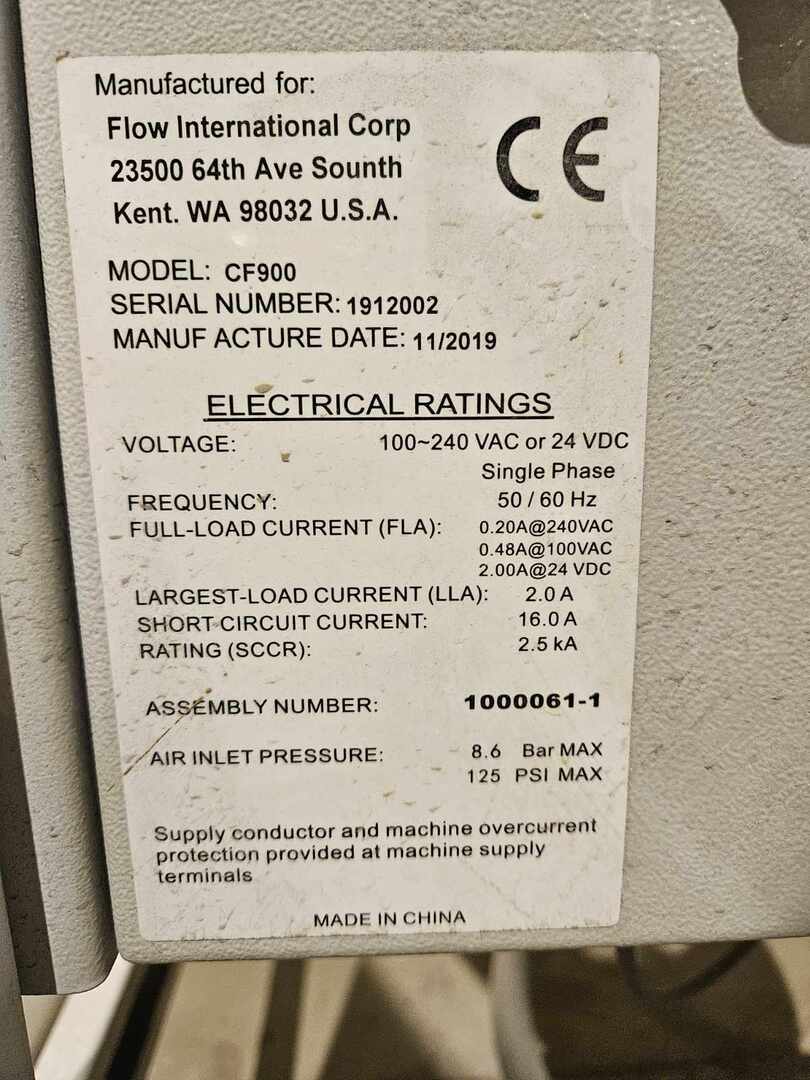 Manufactured for:
Flow International Corp
23500 64th Ave Sounth
Kent. WA 98032 U.S.A.
CE
MODEL: CF900
SERIAL NUMBER: 1912002
MANUF ACTURE DATE: 11/2019
ELECTRICAL RATINGS
VOLTAGE: 100~240 VAC or 24 VDC
Single Phase
FREQUENCY: 50 / 60 Hz
FULL-LOAD CURRENT (FLA): 0.20A@240VAC
0.48A@100VAC
2.00A@24 VDC
LARGEST-LOAD CURRENT (LLA): 2.0 A
SHORT CIRCUIT CURRENT: 16.0 A
RATING (SCCR): 2.5 kA
ASSEMBLY NUMBER: 1000061-1
AIR INLET PRESSURE: 8.6 Bar MAX
125 PSI MAX
Supply conductor and machine overcurrent
protection provided at machine supply
terminals
MADE IN CHINA